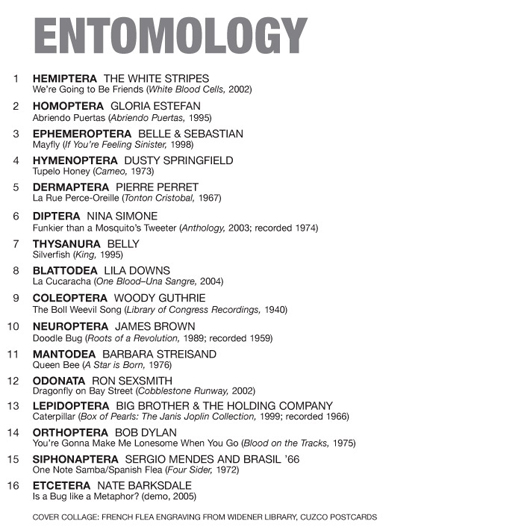 ENTOMOLOGY
1 HEMIPTERA THE WHITE STRIPES
We're Going to Be Friends (White Blood Cells, 2002)
2 HOMOPTERA GLORIA ESTEFAN
Abriendo Puertas (Abriendo Puertas, 1995)
3 EPHEMEROPTERA BELLE & SEBASTIAN
Mayfly (If You're Feeling Sinister, 1998)
4 HYMENOPTERA DUSTY SPRINGFIELD
Tupelo Honey (Cameo, 1973)
5 DERMAPTERA PIERRE PERRET
La Rue Perce-Oreille (Tonton Cristobal, 1967)
6 DIPTERA NINA SIMONE
Funkier than a Mosquito's Tweeter (Anthology, 2003; recorded 1974)
7 THYSANURA BELLY
Silverfish (King, 1995)
8 BLATTODEA LILA DOWNS
La Cucaracha (One Blood–Una Sangre, 2004)
9 COLEOPTERA WOODY GUTHRIE
The Boll Weevil Song (Library of Congress Recordings, 1940)
10 NEUROPTERA JAMES BROWN
Doodle Bug (Roots of a Revolution, 1989; recorded 1959)
11 MANTODEA BARBARA STREISAND
Queen Bee (A Star is Born, 1976)
12 ODONATA RON SEXSMITH
Dragonfly on Bay Street (Cobblestone Runway, 2002)
13 LEPIDOPTERA BIG BROTHER & THE HOLDING COMPANY
Caterpillar (Box of Pearls: The Janis Joplin Collection, 1999; recorded 1966)
14 ORTHOPTERA BOB DYLAN
You're Gonna Make Me Lonesome When You Go (Blood on the Tracks, 1975)
15 SIPHONAPTERA SERGIO MENDES AND BRASIL '66
One Note Samba/Spanish Flea (Four Sider, 1972)
16 ETCETERA NATE BARKSDALE
Is a Bug like a Metaphor? (demo, 2005)
COVER COLLAGE: FRENCH FLEA ENGRAVING FROM WIDENER LIBRARY, CUZCO POSTCARDS